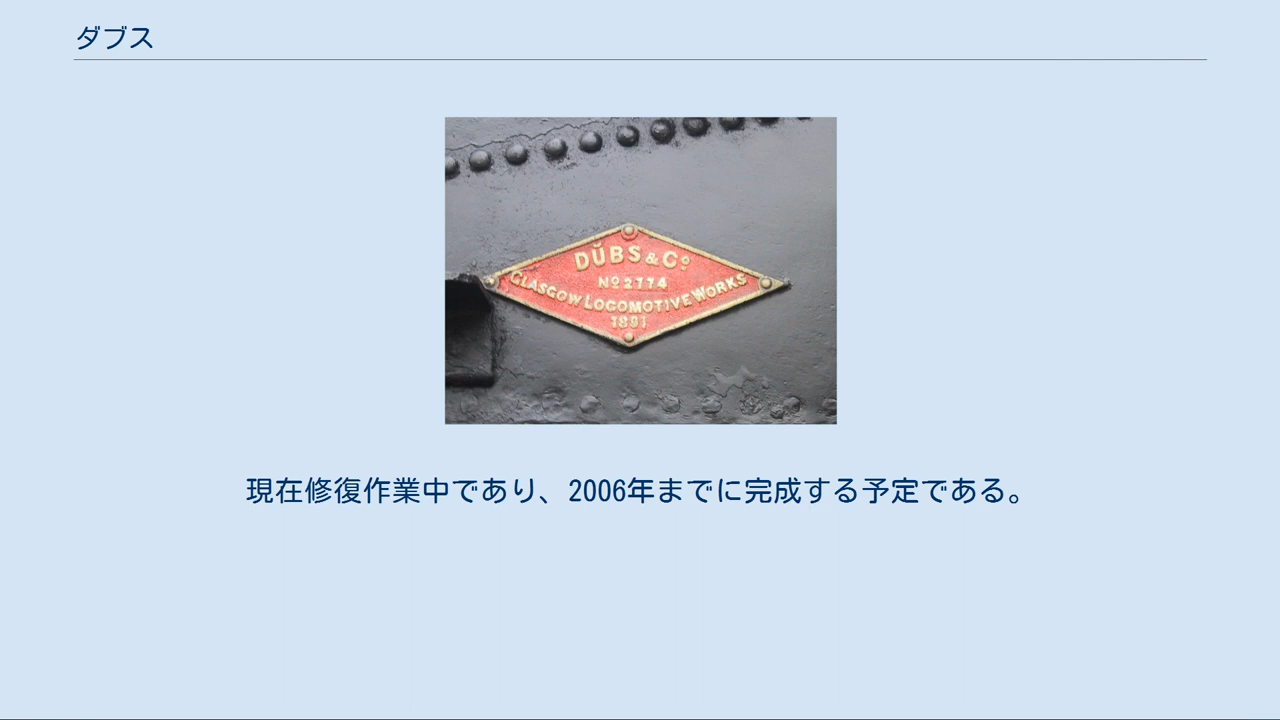 ダブス
DÜBS & Cº
Nº 2774
GLASGOW LOCOMOTIVE WORKS
1891
現在修復作業中であり、2006年までに完成する予定である。